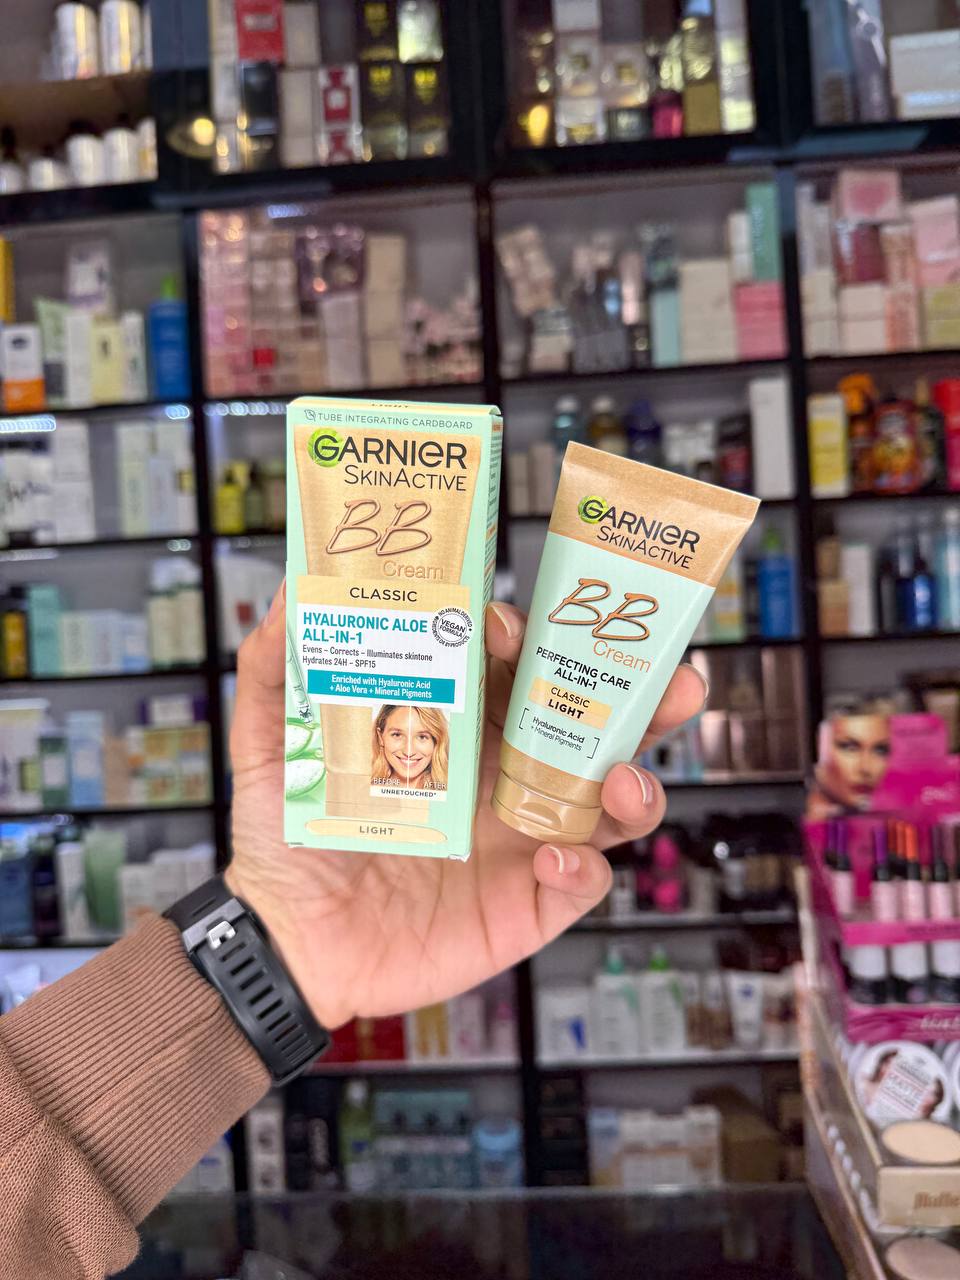 LIGHT
TUBE INTEGRATING CARDBOARD
GARNIER
SKINACTIVE
BB
Cream
CLASSIC
HYALURONIC ALOE
ALL-IN-1
Evens – Corrects – Illuminates skintone
Hydrates 24H – SPF15
VEGAN
FORMULA
Enriched with Hyaluronic Acid
+ Aloe Vera + Mineral Pigments
BEFORE
AFTER
UNRETOUCHED*
LIGHT
GARNIER
SKINACTIVE
BB
Cream
PERFECTING CARE
ALL-IN-1
CLASSIC
LIGHT
Hyaluronic Acid
+ Mineral Pigments
MATTE